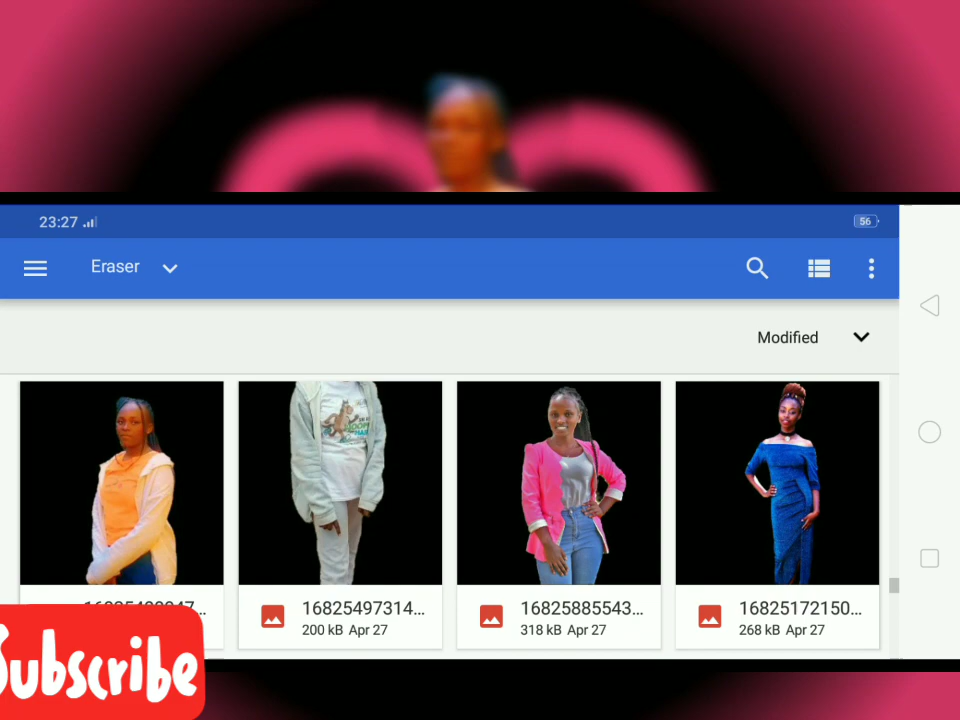 23:27
56
Eraser
Modified
16825497314...
200 kB Apr 27
16825885543...
318 kB Apr 27
16825172150...
268 kB Apr 27
Subscribe